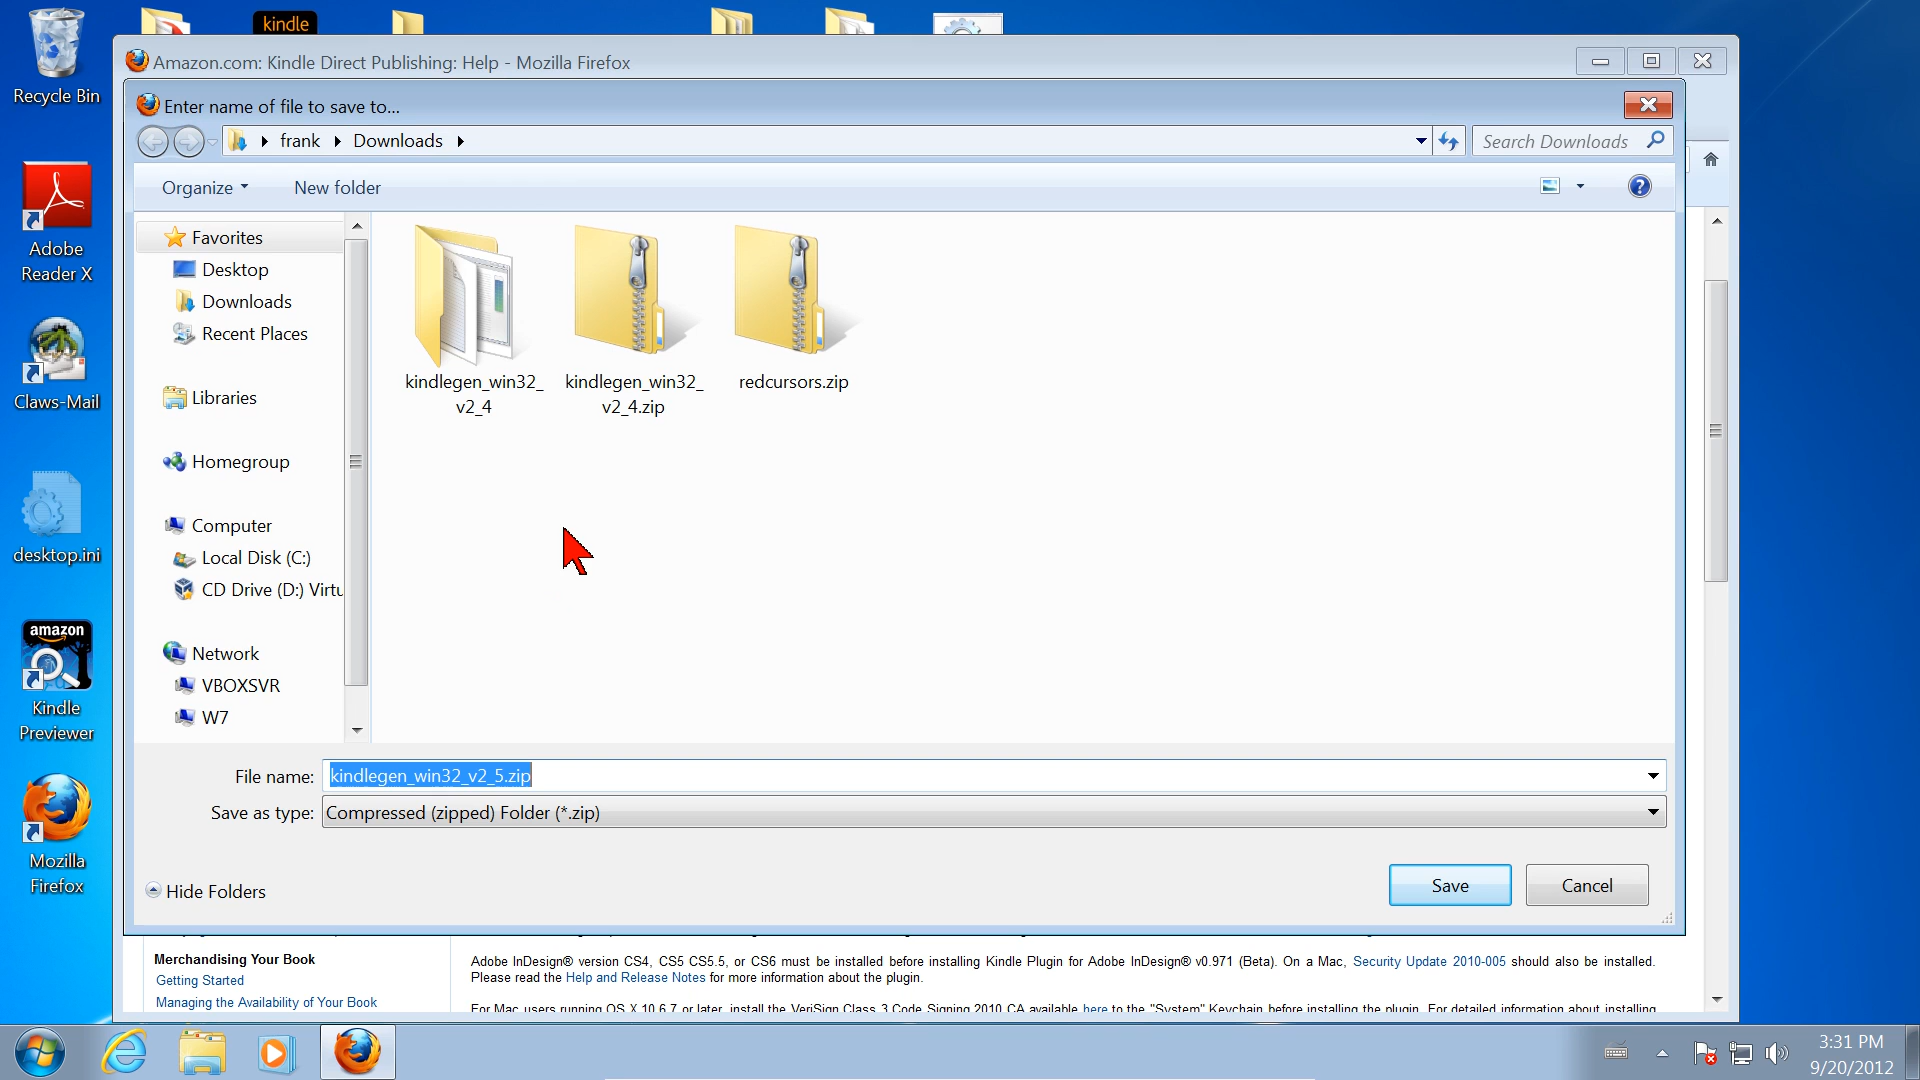 kindle
Recycle Bin
Adobe
Reader X
Claws-Mail
desktop.ini
amazon
Kindle
Previewer
Mozilla
Firefox
Amazon.com: Kindle Direct Publishing: Help - Mozilla Firefox
Enter name of file to save to...
frank
Downloads
Search Downloads
Organize
New folder
Favorites
Desktop
Downloads
Recent Places
Libraries
Homegroup
Computer
Local Disk (C:)
CD Drive (D:) Virtu
Network
VBOXSVR
W7
kindlegen_win32_
v2_4
kindlegen_win32_
v2_4.zip
redcursors.zip
File name: kindlegen_win32_v2_5.zip
Save as type: Compressed (zipped) Folder (*.zip)
Hide Folders
Save
Cancel
Merchandising Your Book
Getting Started
Managing the Availability of Your Book
Adobe InDesign® version CS4, CS5 CS5.5, or CS6 must be installed before installing Kindle Plugin for Adobe InDesign® v0.971 (Beta). On a Mac, Security Update 2010-005 should also be installed.
Please read the Help and Release Notes for more information about the plugin.
For Mac users running OS X 10.6.7 or later, install the VeriSign Class 3 Code Signing 2010 CA available here to the "System" Keychain before installing the plugin. For detailed information about installing
3:31 PM
9/20/2012